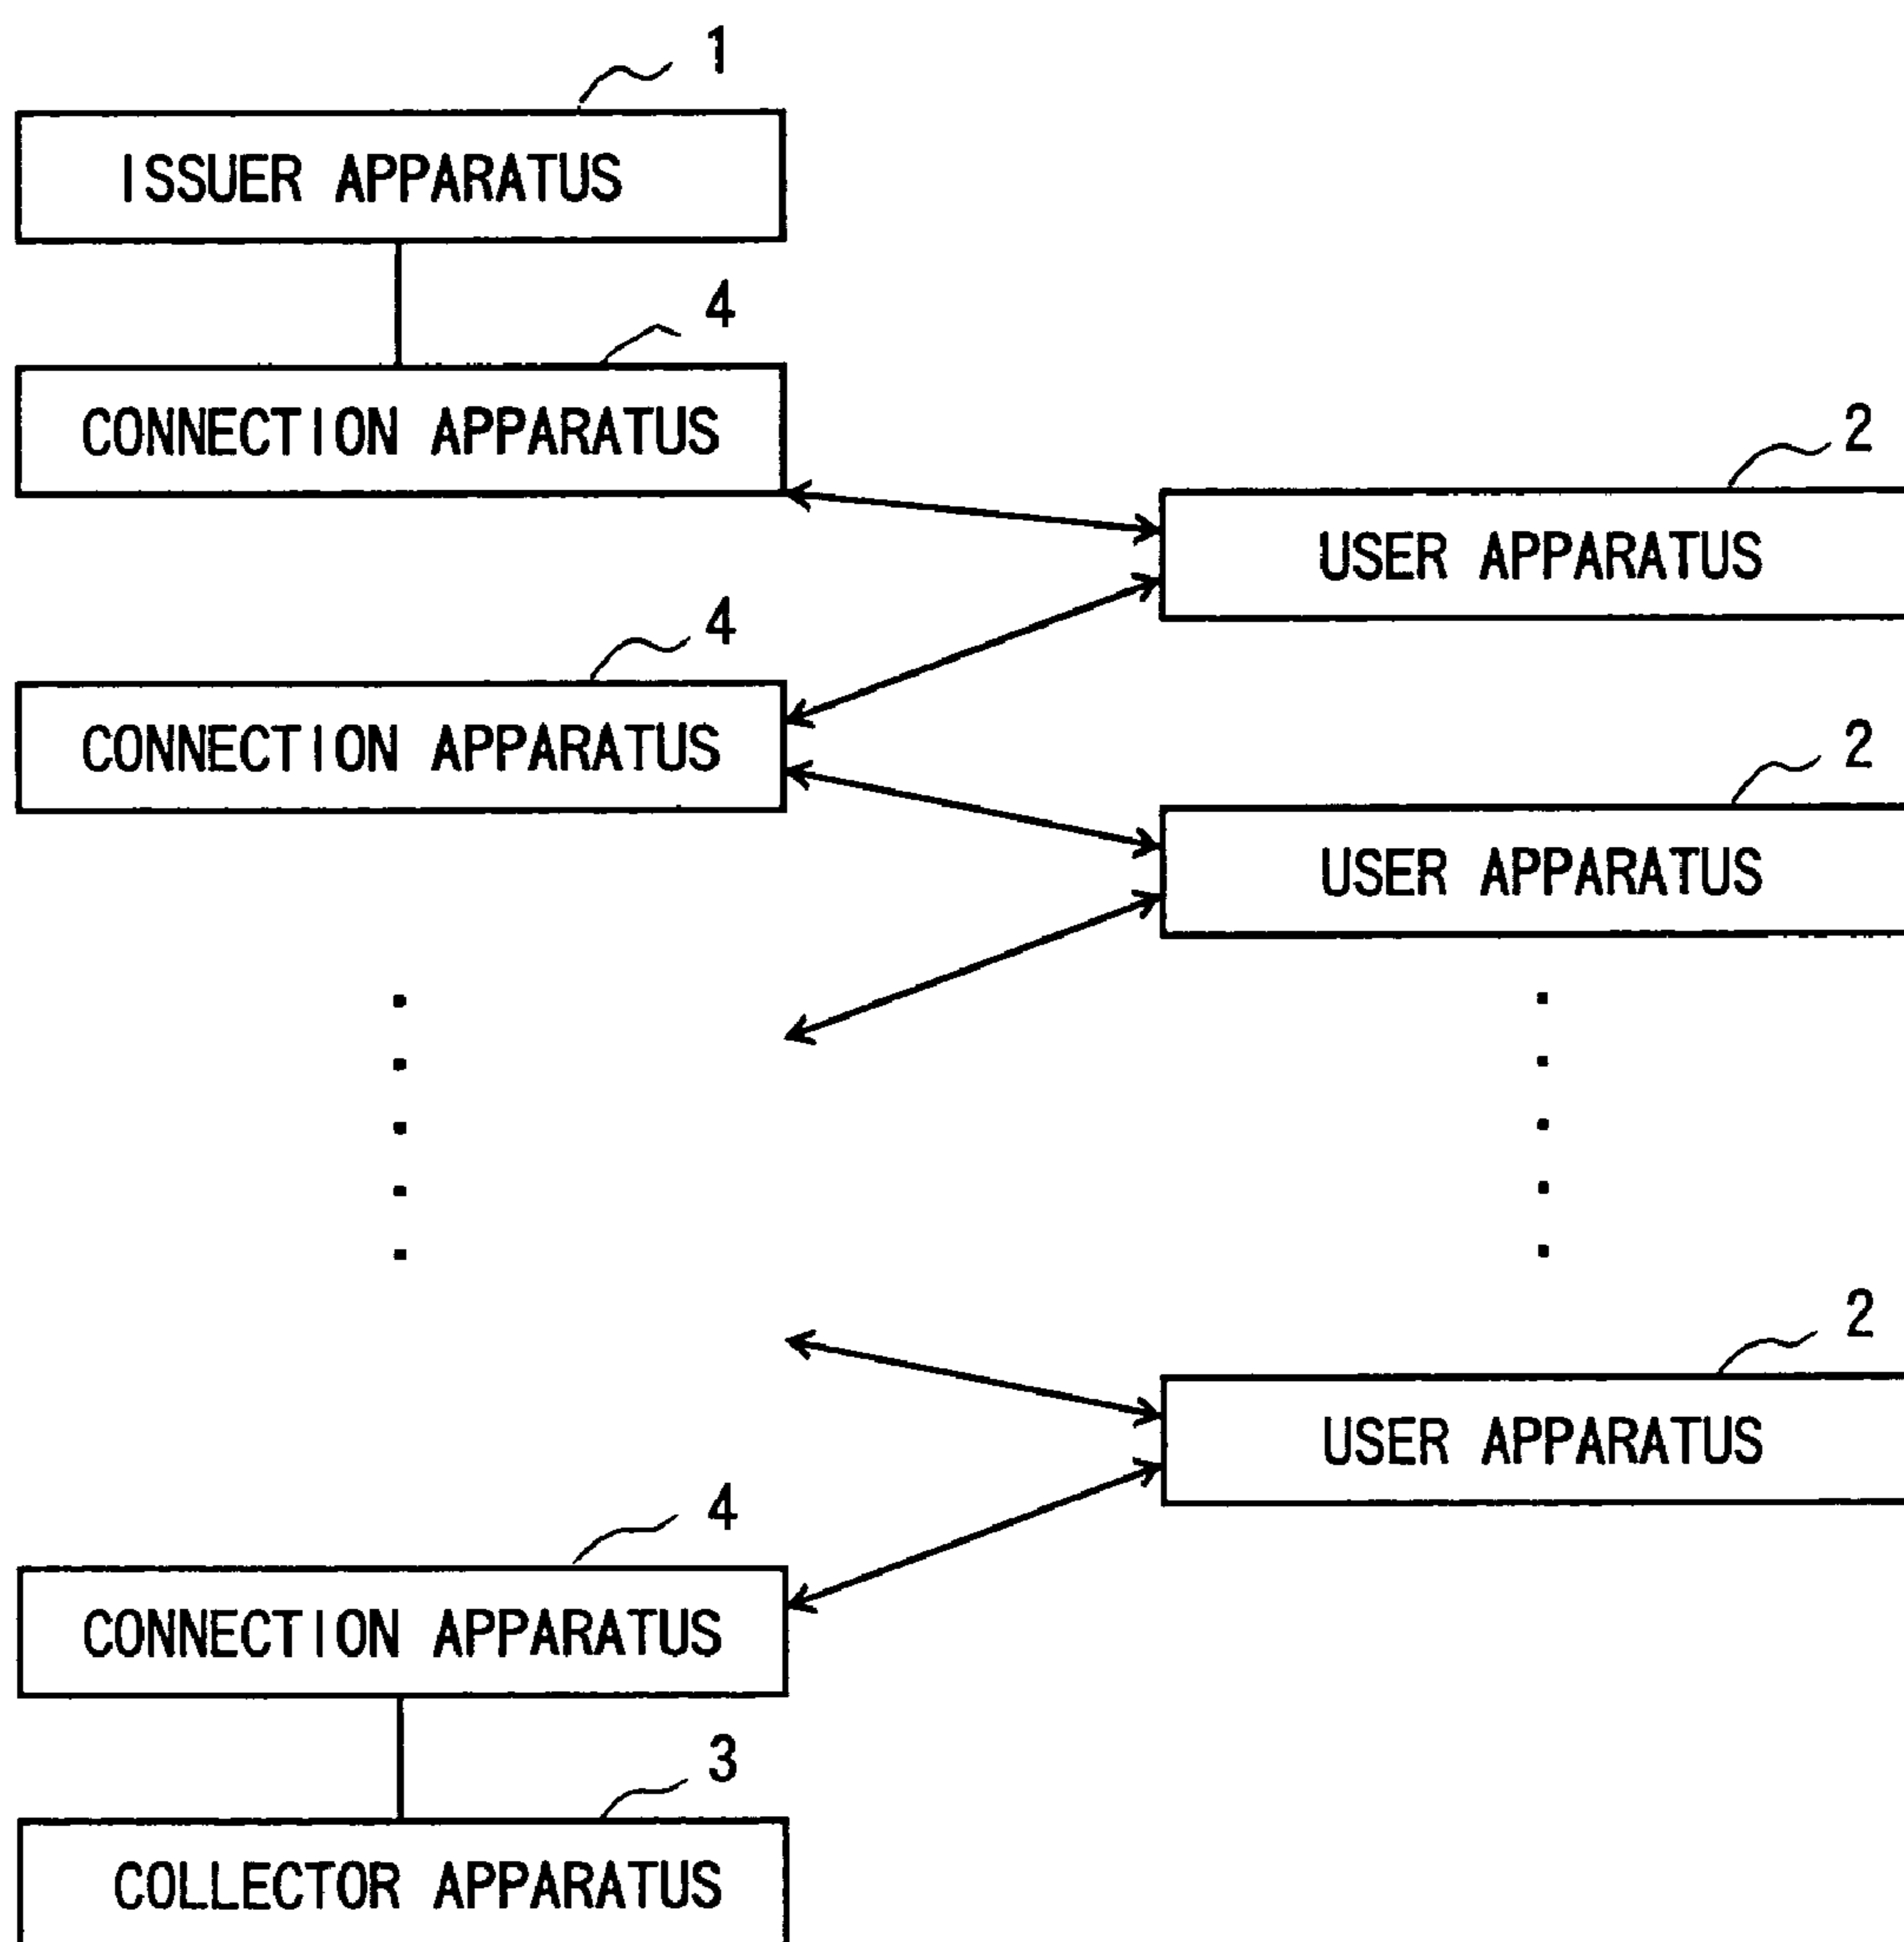 1
ISSUER APPARATUS
4
CONNECTION APPARATUS
2
USER APPARATUS
4
CONNECTION APPARATUS
2
USER APPARATUS
2
USER APPARATUS
4
CONNECTION APPARATUS
3
COLLECTOR APPARATUS